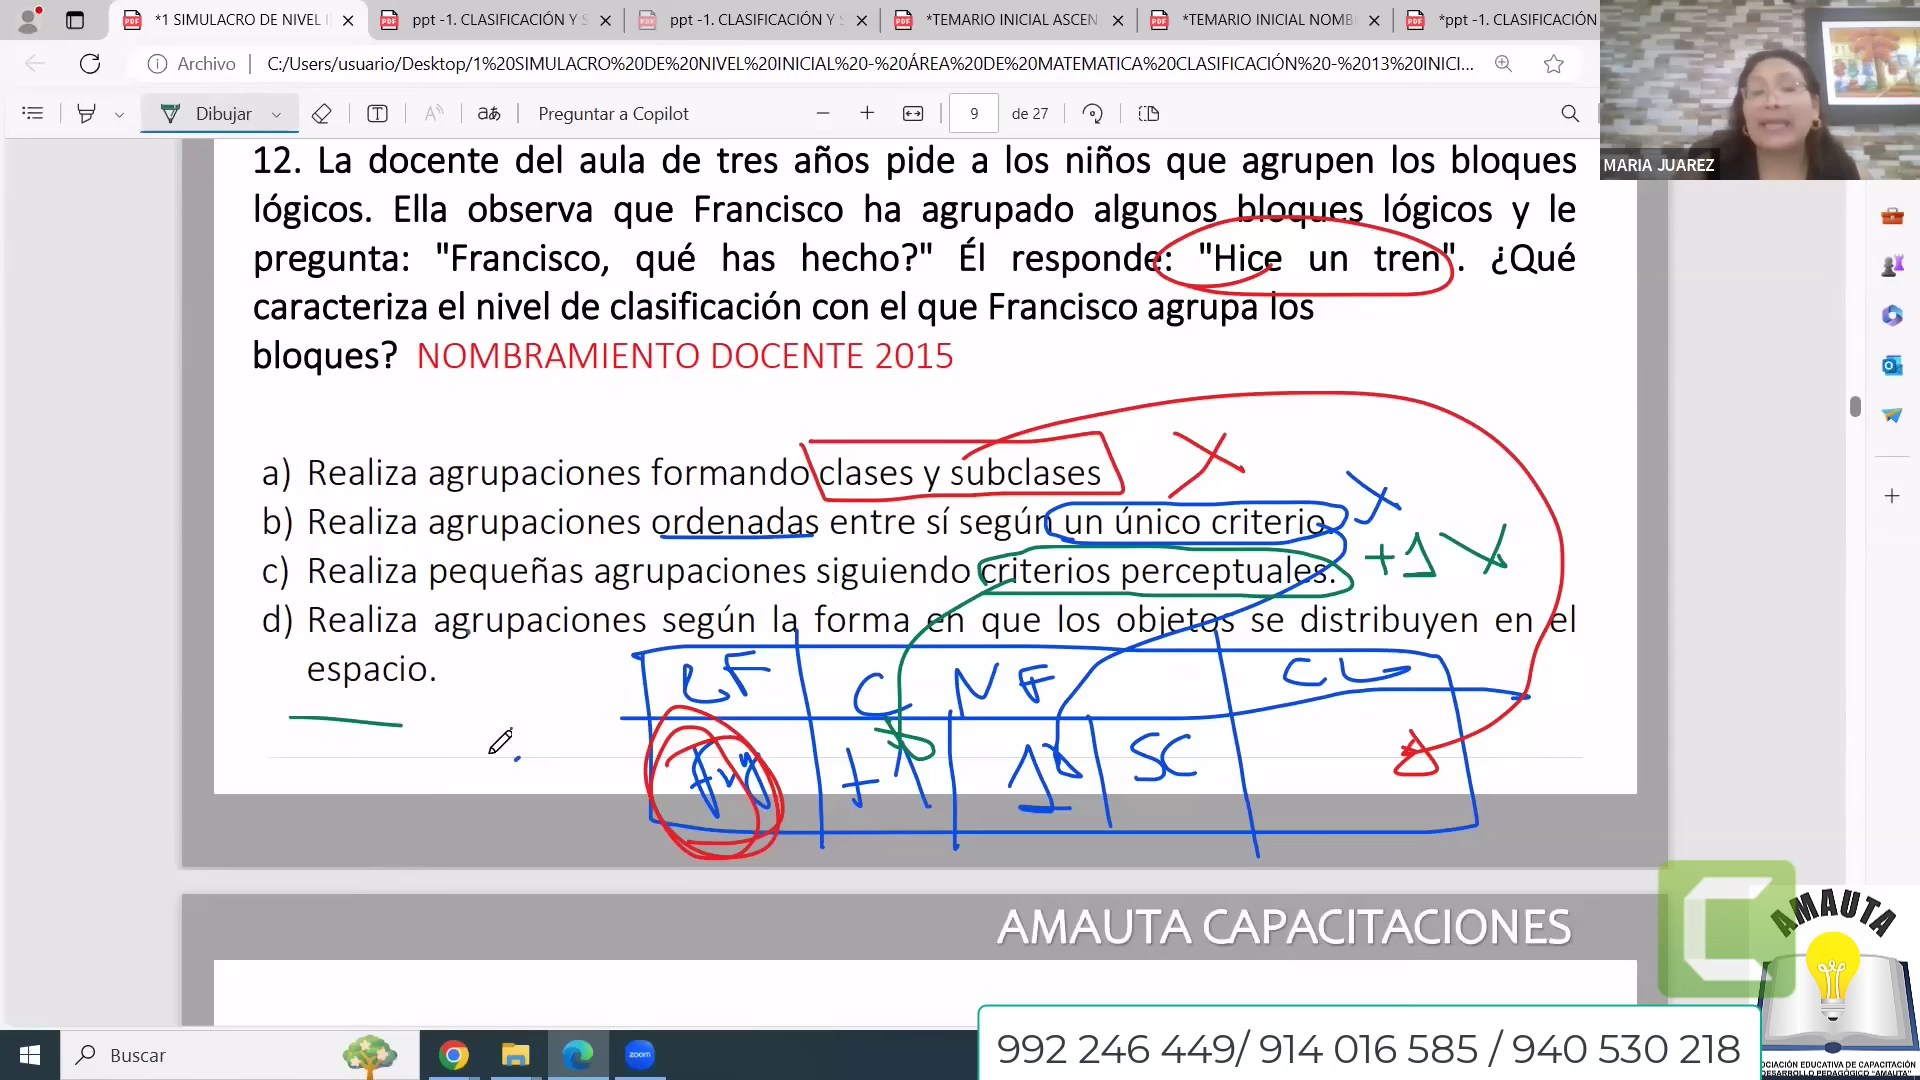 *1 SIMULACRO DE NIVEL I
ppt -1. CLASIFICACIÓN Y S
ppt -1. CLASIFICACIÓN Y S
*TEMARIO INICIAL ASCEN
*TEMARIO INICIAL NOMB
*ppt -1. CLASIFICACIÓN
Archivo
C:/Users/usuario/Desktop/1%20SIMULACRO%20DE%20NIVEL%20INICIAL%20-%20ÁREA%20DE%20MATEMATICA%20CLASIFICACIÓN%20-%2013%20INICI...
Dibujar
Preguntar a Copilot
9 de 27
MARIA JUAREZ
12. La docente del aula de tres años pide a los niños que agrupen los bloques
lógicos. Ella observa que Francisco ha agrupado algunos bloques lógicos y le
pregunta: "Francisco, qué has hecho?" Él responde: "Hice un tren". ¿Qué
caracteriza el nivel de clasificación con el que Francisco agrupa los
bloques? NOMBRAMIENTO DOCENTE 2015
a) Realiza agrupaciones formando clases y subclases
b) Realiza agrupaciones ordenadas entre sí según un único criterio.
c) Realiza pequeñas agrupaciones siguiendo criterios perceptuales.
+1
d) Realiza agrupaciones según la forma en que los objetos se distribuyen en el
espacio.
C N F
SC
AMAUTA CAPACITACIONES
AMAUTA
992 246 449/ 914 016 585 / 940 530 218
Buscar
zoom